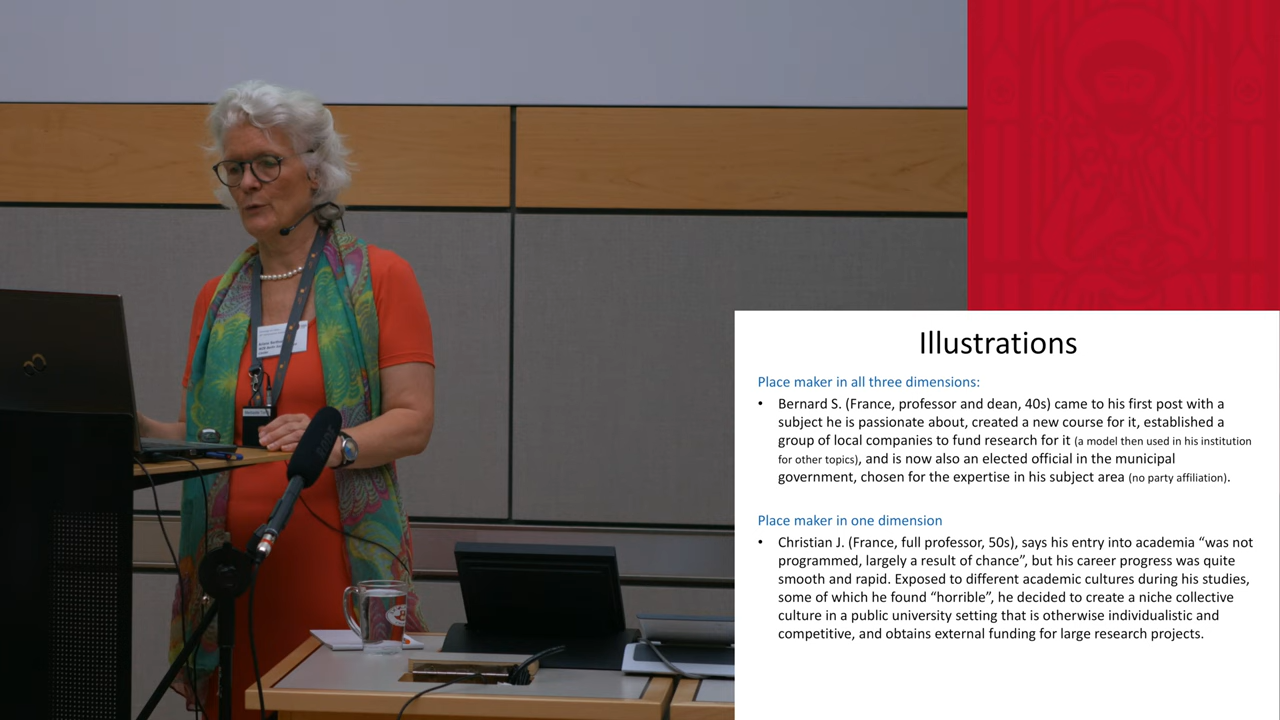 Illustrations
Place maker in all three dimensions:
• Bernard S. (France, professor and dean, 40s) came to his first post with a
subject he is passionate about, created a new course for it, established a
group of local companies to fund research for it (a model then used in his institution
for other topics), and is now also an elected official in the municipal
government, chosen for the expertise in his subject area (no party affiliation).
Place maker in one dimension
• Christian J. (France, full professor, 50s), says his entry into academia “was not
programmed, largely a result of chance”, but his career progress was quite
smooth and rapid. Exposed to different academic cultures during his studies,
some of which he found “horrible”, he decided to create a niche collective
culture in a public university setting that is otherwise individualistic and
competitive, and obtains external funding for large research projects.